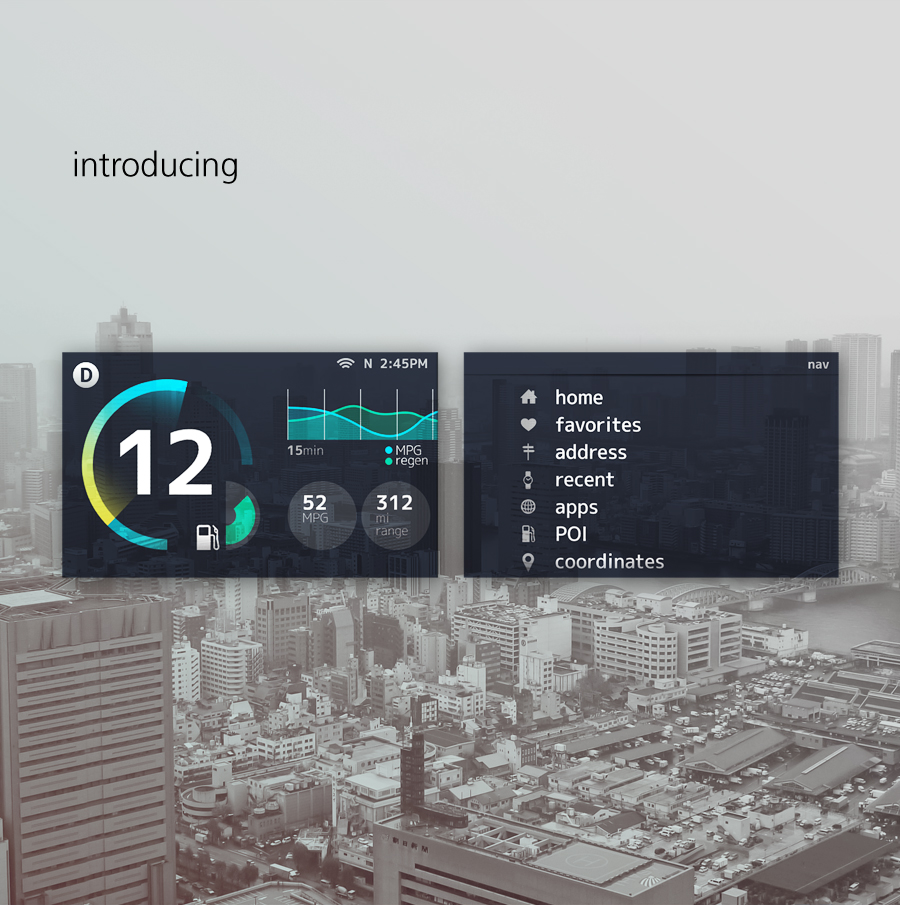 introducing
D
N 2:45PM
12
15min
MPG
regen
52
MPG
312
ml
range
nav
home
favorites
address
recent
apps
POI
coordinates
H